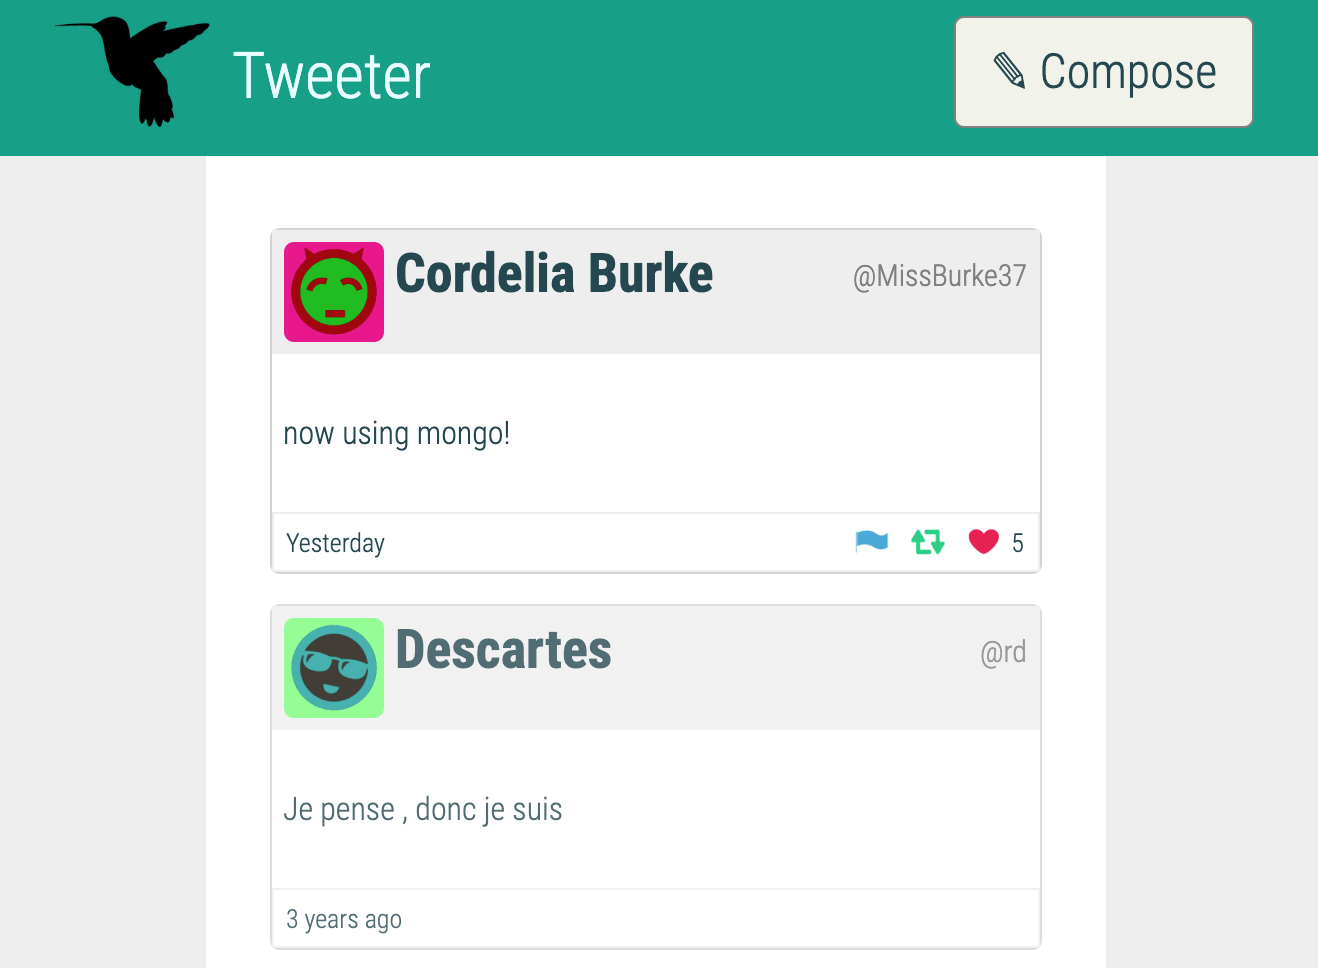 Tweeter
✎ Compose
Cordelia Burke @MissBurke37
now using mongo!
Yesterday 5
Descartes @rd
Je pense , donc je suis
3 years ago